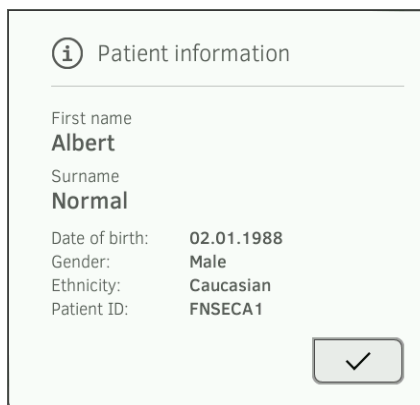 Patient information
First name
Albert
Surname
Normal
Date of birth: 02.01.1988
Gender: Male
Ethnicity: Caucasian
Patient ID: FNSECA1